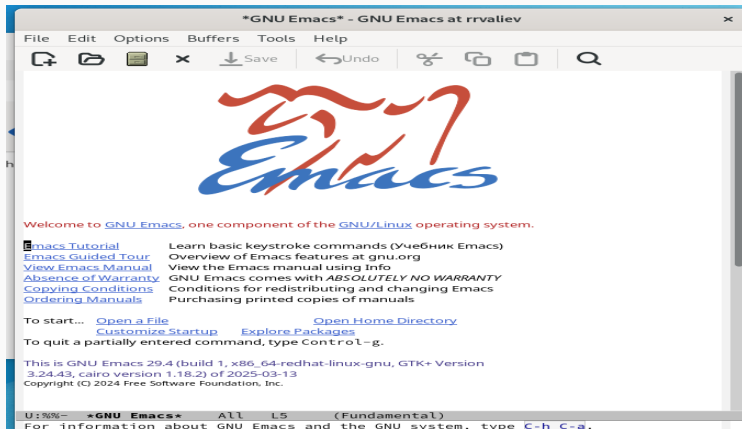 *GNU Emacs* - GNU Emacs at rrvaliev
File Edit Options Buffers Tools Help
Save Undo
Emacs
Welcome to GNU Emacs, one component of the GNU/Linux operating system.
Emacs Tutorial Learn basic keystroke commands (Учебник Emacs)
Emacs Guided Tour Overview of Emacs features at gnu.org
View Emacs Manual View the Emacs manual using Info
Absence of Warranty GNU Emacs comes with ABSOLUTELY NO WARRANTY
Copying Conditions Conditions for redistributing and changing Emacs
Ordering Manuals Purchasing printed copies of manuals
To start... Open a File Open Home Directory
Customize Startup Explore Packages
To quit a partially entered command, type Control-g.
This is GNU Emacs 29.4 (build 1, x86_64-redhat-linux-gnu, GTK+ Version
3.24.43, cairo version 1.18.2) of 2025-03-13
Copyright (C) 2024 Free Software Foundation, Inc.
U:%%- *GNU Emacs* All L5 (Fundamental)
For information about GNU Emacs and the GNU system, type C-h C-a.